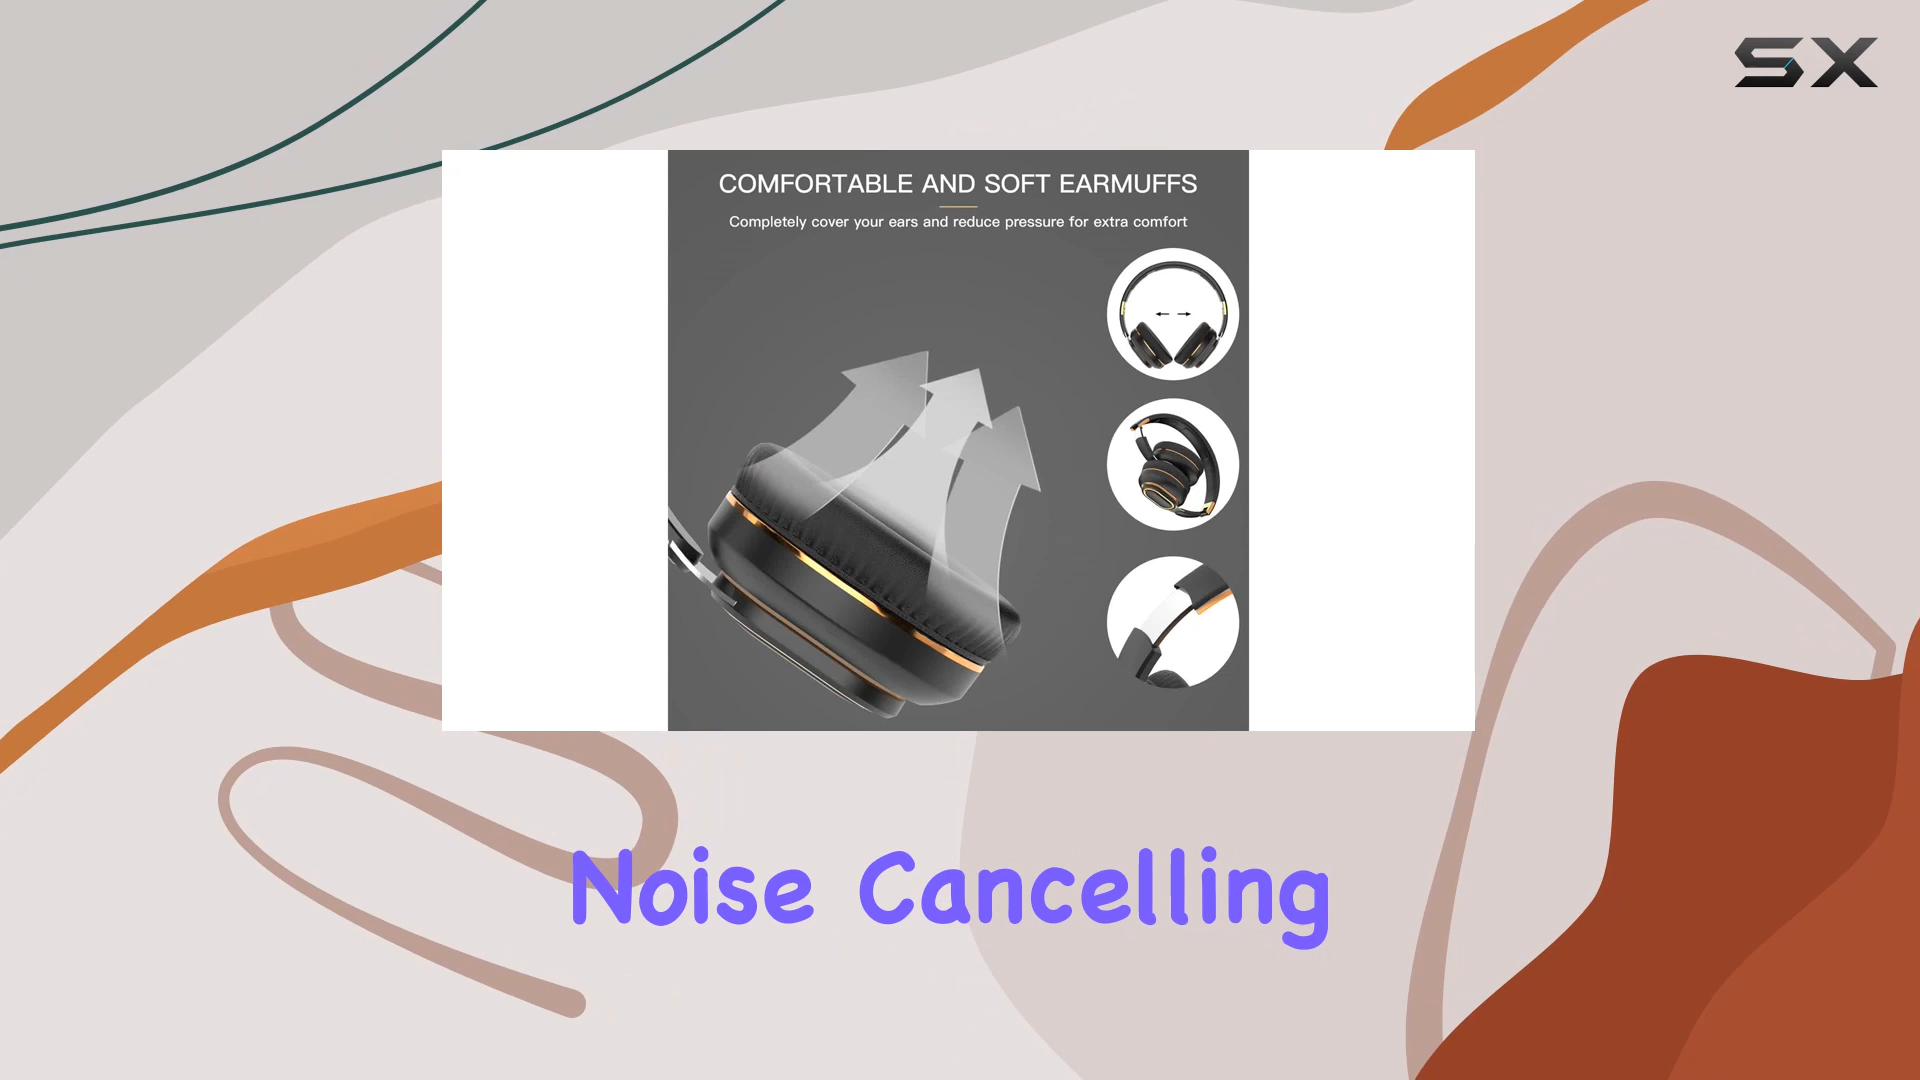 SX
COMFORTABLE AND SOFT EARMUFFS
Completely cover your ears and reduce pressure for extra comfort
Noise Cancelling